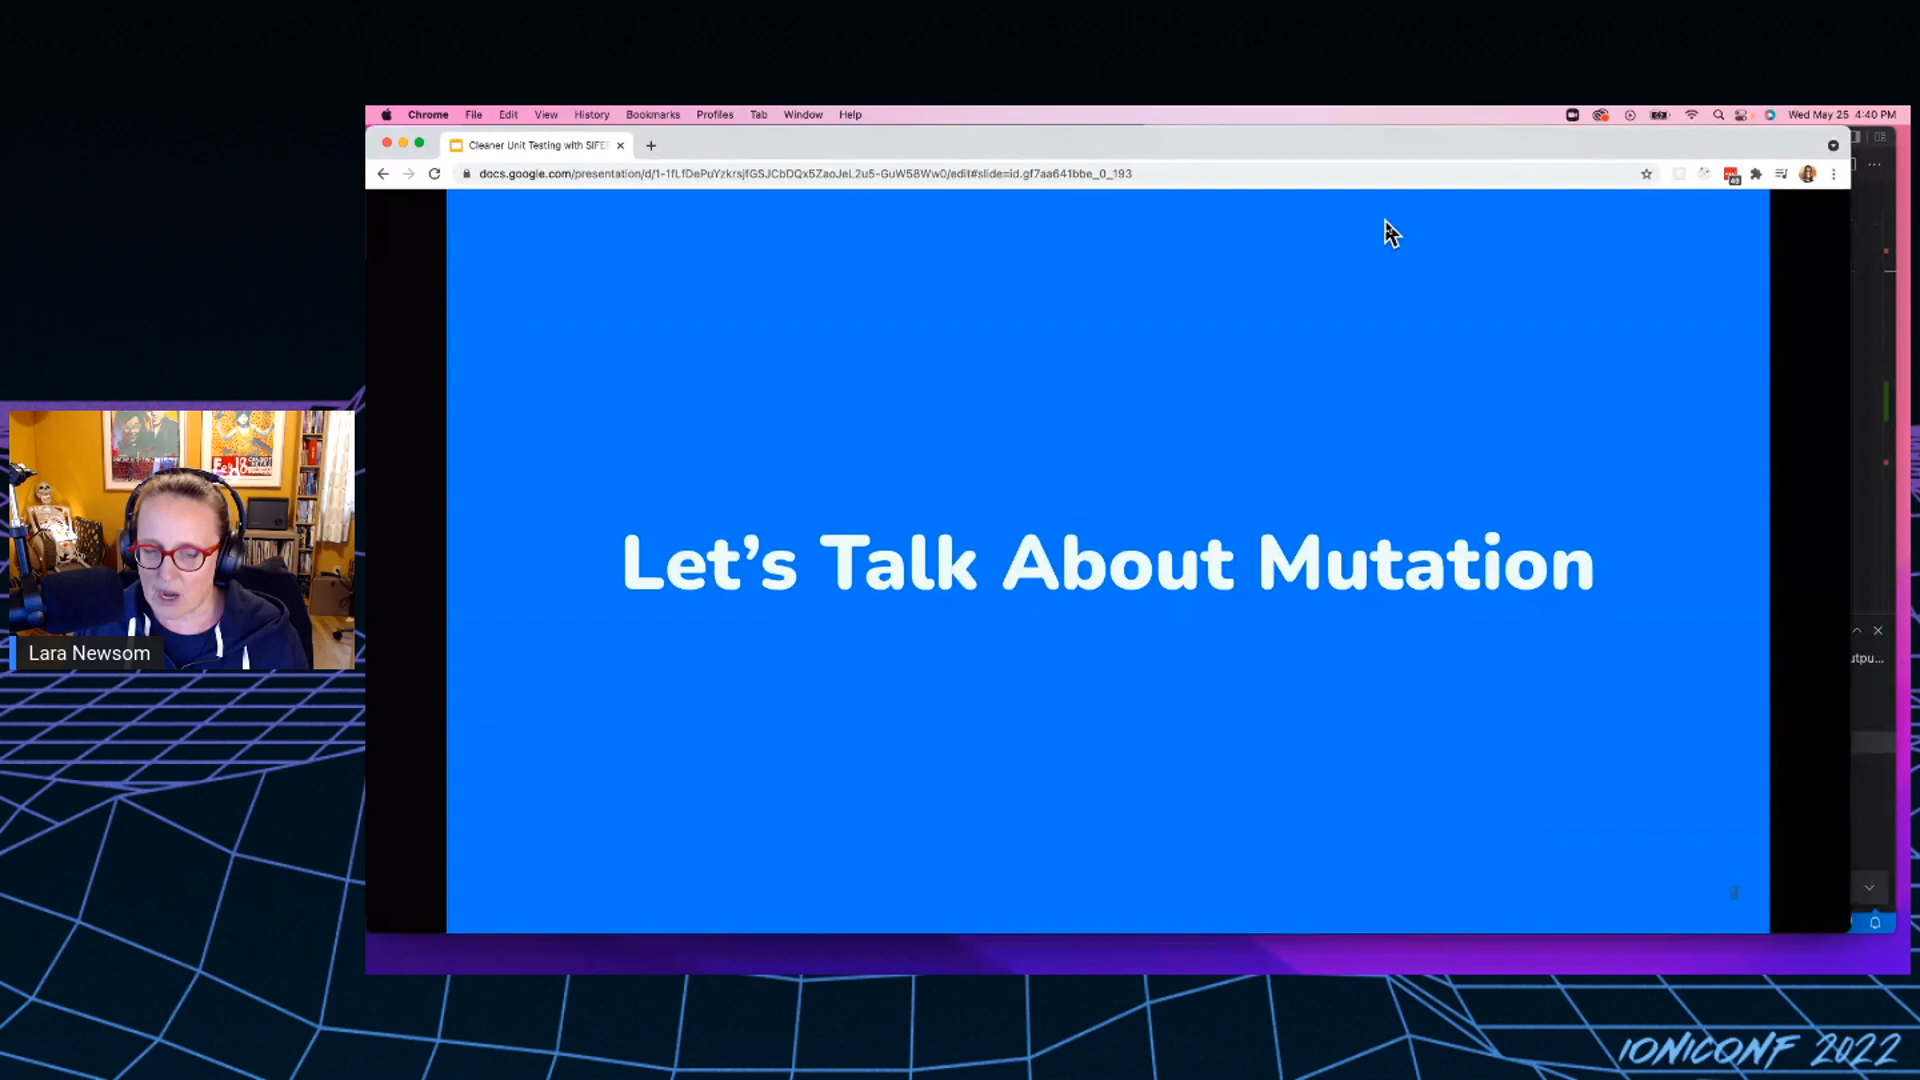 Chrome File Edit View History Bookmarks Profiles Tab Window Help Wed May 25 4:40 PM
Cleaner Unit Testing with SIFE
docs.google.com/presentation/d/1-1fLfDePuYzkrsjfGSJCbDQx5ZaoJeL2u5-GuW58Ww0/edit#slide=id.gf7aa641bbe_0_193
Let's Talk About Mutation
Lara Newsom
utpu...
IONICONF 2022